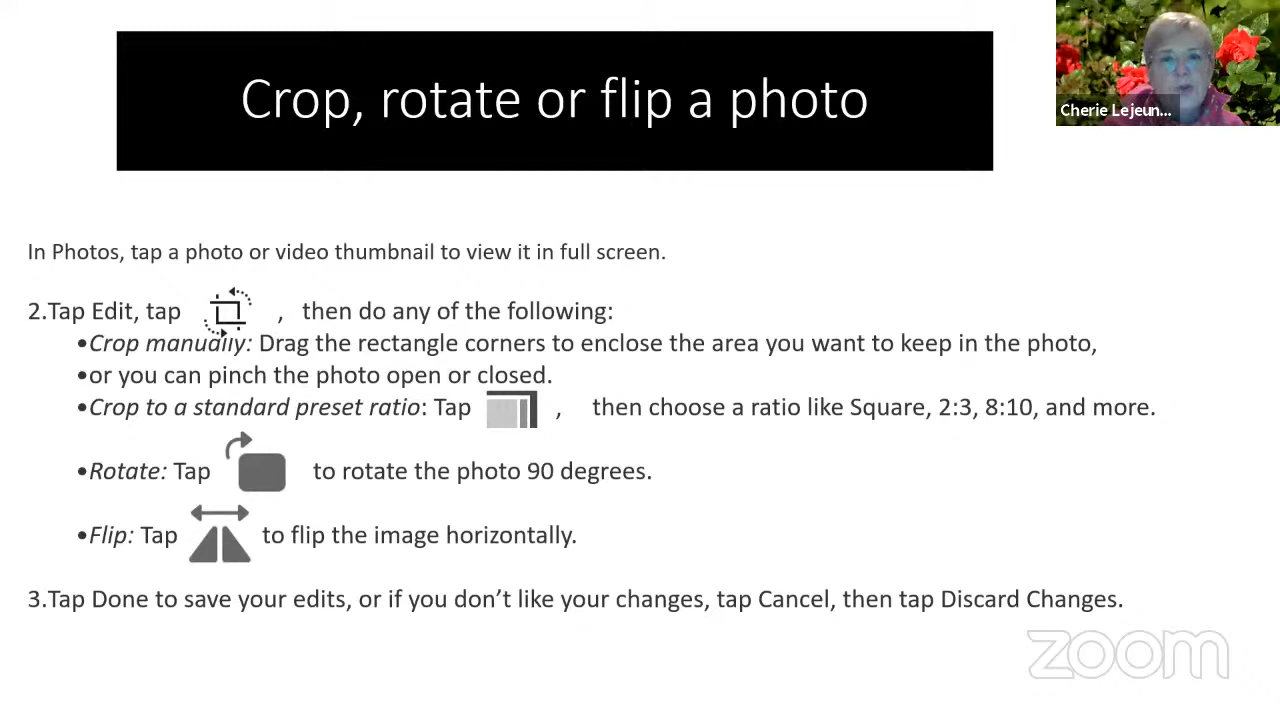 Crop, rotate or flip a photo
Cherie Lejeun...
In Photos, tap a photo or video thumbnail to view it in full screen.
2.Tap Edit, tap , then do any of the following:
•Crop manually: Drag the rectangle corners to enclose the area you want to keep in the photo,
•or you can pinch the photo open or closed.
•Crop to a standard preset ratio: Tap , then choose a ratio like Square, 2:3, 8:10, and more.
•Rotate: Tap to rotate the photo 90 degrees.
•Flip: Tap to flip the image horizontally.
3.Tap Done to save your edits, or if you don’t like your changes, tap Cancel, then tap Discard Changes.
zoom